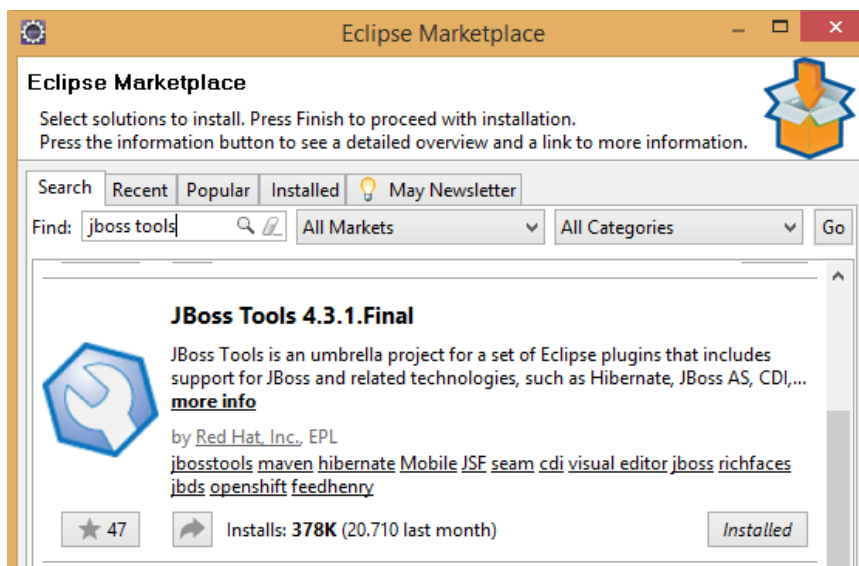 Eclipse Marketplace
Eclipse Marketplace
Select solutions to install. Press Finish to proceed with installation.
Press the information button to see a detailed overview and a link to more information.
Search Recent Popular Installed May Newsletter
Find: jboss tools All Markets All Categories Go
JBoss Tools 4.3.1.Final
JBoss Tools is an umbrella project for a set of Eclipse plugins that includes
support for JBoss and related technologies, such as Hibernate, JBoss AS, CDI,...
more info
by Red Hat, Inc., EPL
jbosstools maven hibernate Mobile JSF seam cdi visual editor jboss richfaces
jbds openshift feedhenry
47 Installs: 378K (20.710 last month) Installed